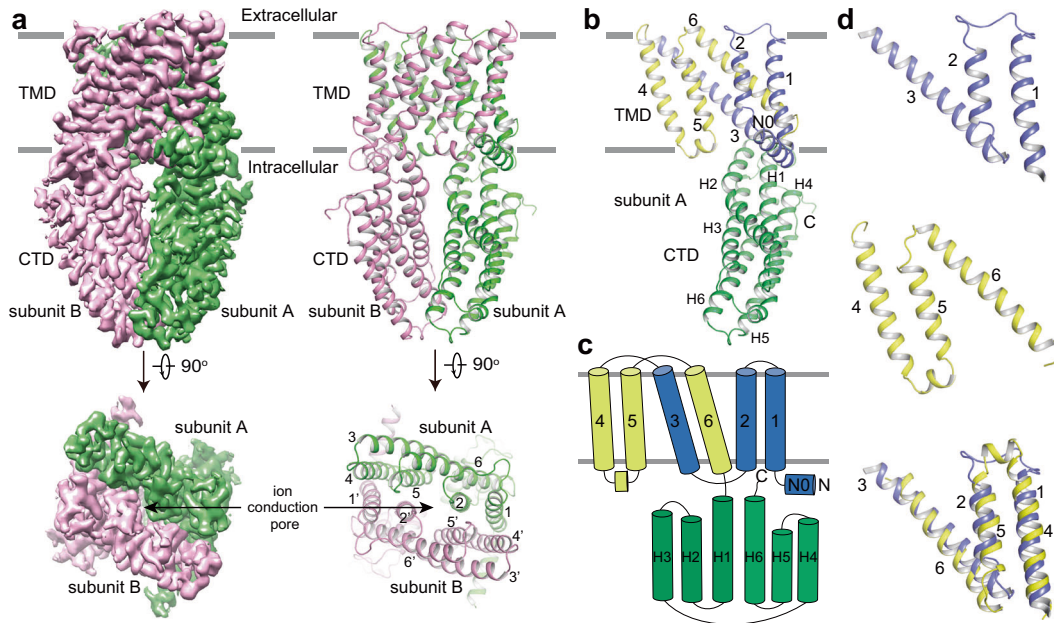 a
Extracellular
TMD
TMD
Intracellular
CTD
CTD
subunit B
subunit A
subunit B
subunit A
90°
90°
subunit A
subunit A
ion
conduction
pore
3
6
4
5
2
1
1'
2'
5'
4'
6'
3'
subunit B
subunit B
b
6
2
4
1
TMD
5
3
N0
H1
H2
H4
subunit A
H3
C
CTD
H6
H5
c
4
5
3
6
2
1
C
N0
N
H3
H2
H1
H6
H5
H4
d
2
3
1
6
4
5
3
2
1
5
4
6